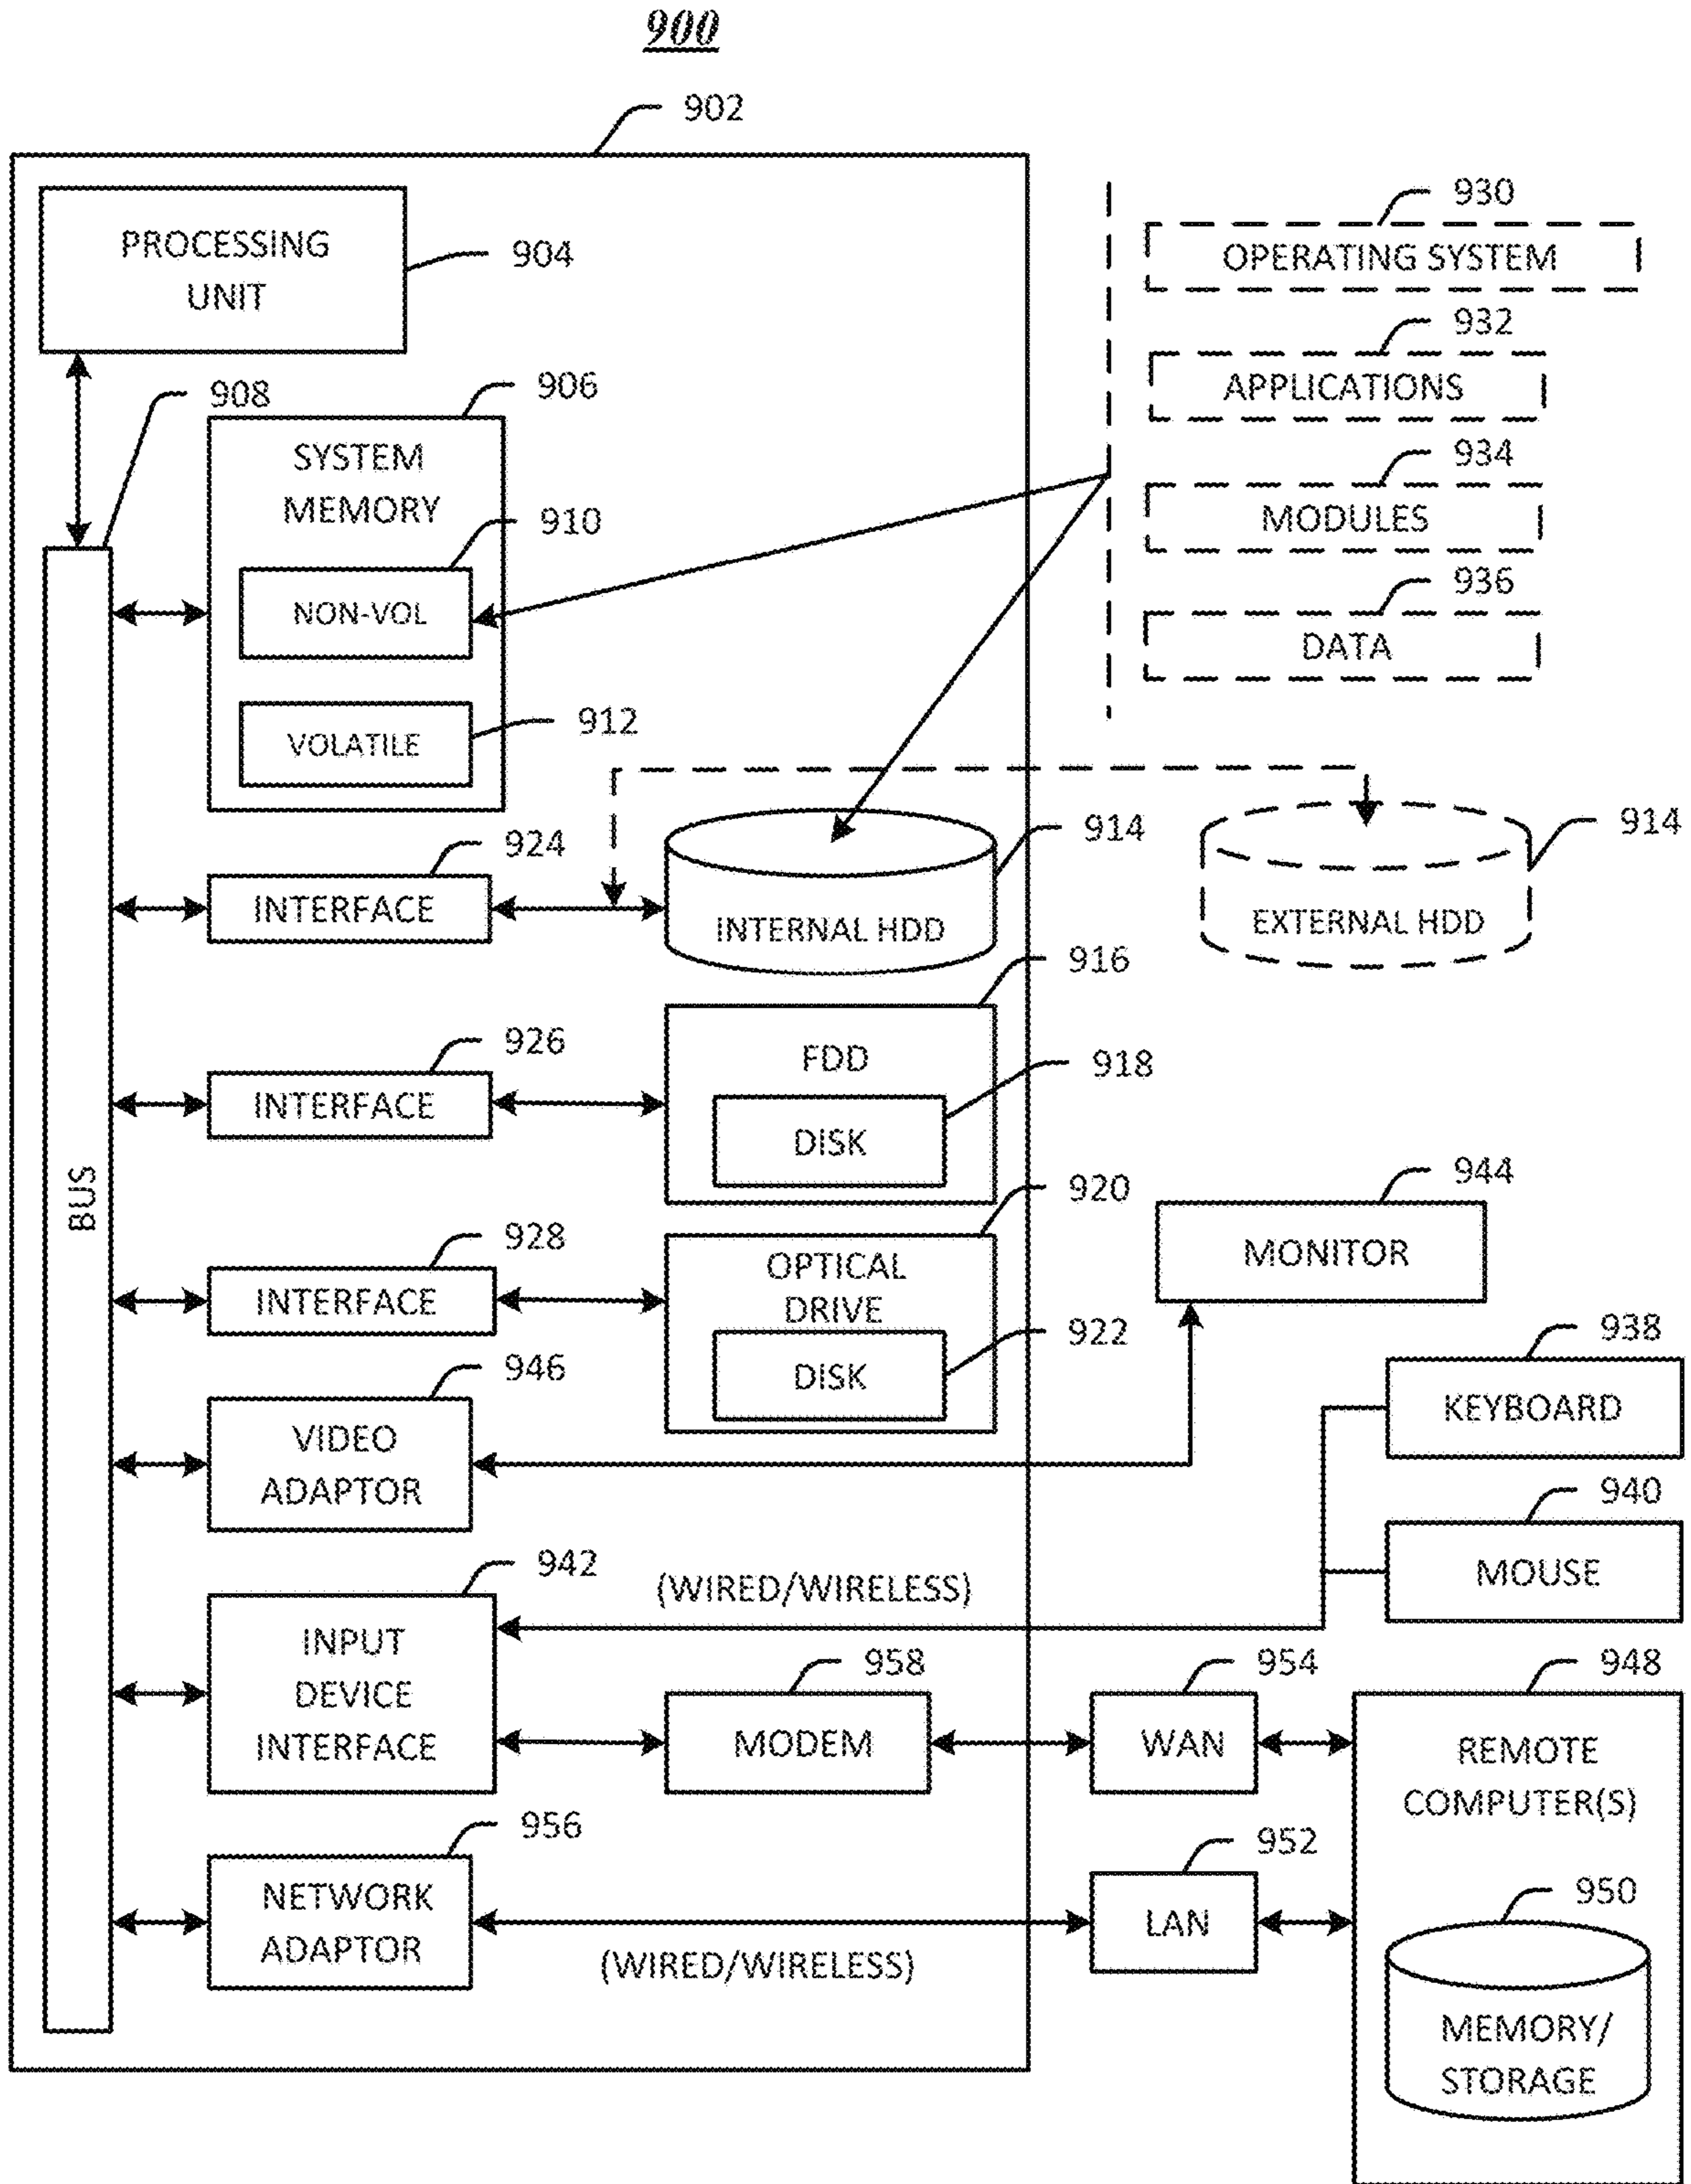 900
902
PROCESSING
UNIT
904
930
OPERATING SYSTEM
932
APPLICATIONS
934
MODULES
936
DATA
908
906
SYSTEM
MEMORY
910
NON-VOL
912
VOLATILE
924
INTERFACE
914
INTERNAL HDD
914
EXTERNAL HDD
916
FDD
918
DISK
926
INTERFACE
BUS
920
OPTICAL
DRIVE
922
DISK
928
INTERFACE
944
MONITOR
938
KEYBOARD
946
VIDEO
ADAPTOR
940
MOUSE
942
(WIRED/WIRELESS)
INPUT
DEVICE
INTERFACE
958
MODEM
954
WAN
948
REMOTE
COMPUTER(S)
956
NETWORK
ADAPTOR
(WIRED/WIRELESS)
952
LAN
950
MEMORY/
STORAGE